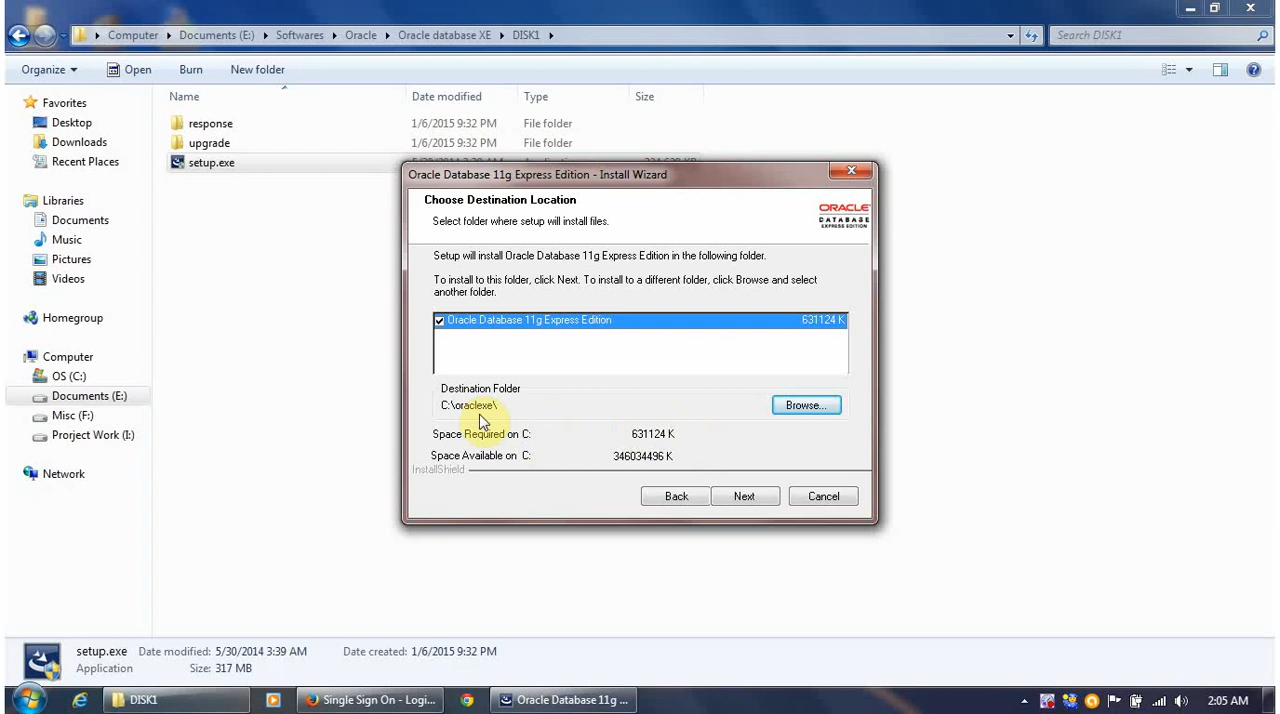 Computer Documents (E:) Softwares Oracle Oracle database XE DISK1 Search DISK1
Organize Open Burn New folder
Name Date modified Type Size
Favorites
Desktop
Downloads
Recent Places
Libraries
Documents
Music
Pictures
Videos
Homegroup
Computer
OS (C:)
Documents (E:)
Misc (F:)
Project Work (I:)
Network
response 1/6/2015 9:32 PM File folder
upgrade 1/6/2015 9:32 PM File folder
setup.exe
Oracle Database 11g Express Edition - Install Wizard
Choose Destination Location
Select folder where setup will install files.
ORACLE
DATABASE
EXPRESS EDITION
Setup will install Oracle Database 11g Express Edition in the following folder.
To install to this folder, click Next. To install to a different folder, click Browse and select
another folder.
Oracle Database 11g Express Edition 631124 K
Destination Folder
C:\oraclexe\
Browse...
Space Required on C: 631124 K
Space Available on C: 346034496 K
InstallShield
Back Next Cancel
setup.exe Date modified: 5/30/2014 3:39 AM Date created: 1/6/2015 9:32 PM
Application Size: 317 MB
DISK1 Single Sign On - Logi... Oracle Database 11g ... 2:05 AM